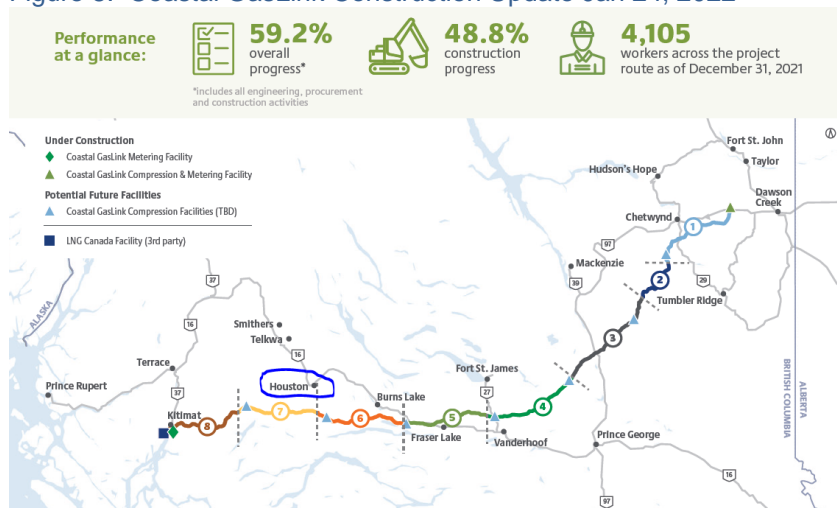 Performance
at a glance:
59.2%
overall
progress*
48.8%
construction
progress
4,105
workers across the project
route as of December 31, 2021
*includes all engineering, procurement
and construction activities
Under Construction
Coastal GasLink Metering Facility
Coastal GasLink Compression & Metering Facility
Potential Future Facilities
Coastal GasLink Compression Facilities (TBD)
LNG Canada Facility (3rd party)
Fort St. John
Taylor
Hudson's Hope
Dawson
Creek
Chetwynd
1
97
Mackenzie
39
2
29
Tumbler Ridge
3
37
ALASKA
16
Smithers
Telkwa
16
Terrace
Fort St. James
Houston
Prince Rupert
37
27
Burns Lake
4
Kitimat
8
7
6
5
Fraser Lake
Vanderhoof
Prince George
BRITISH COLUMBIA
ALBERTA
16
97